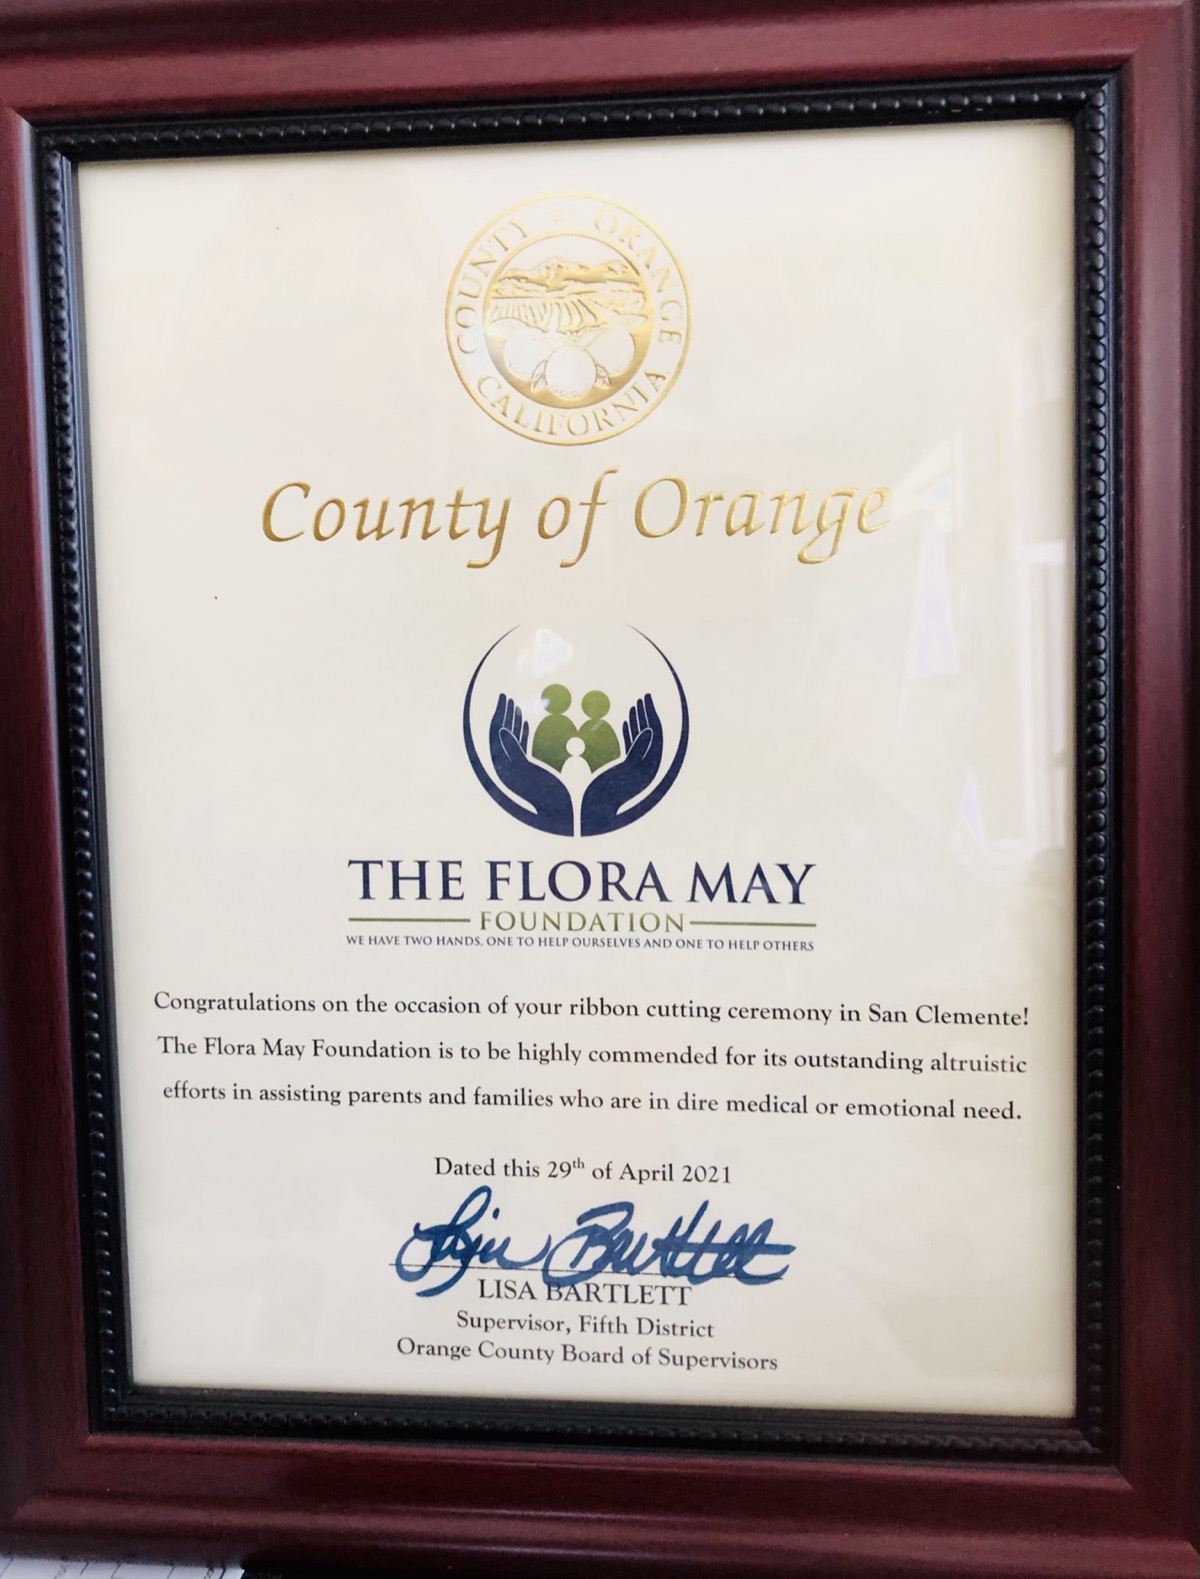 COUNTY OF ORANGE
CALIFORNIA
County of Orange
THE FLORA MAY
FOUNDATION
WE HAVE TWO HANDS, ONE TO HELP OURSELVES AND ONE TO HELP OTHERS
Congratulations on the occasion of your ribbon cutting ceremony in San Clemente!
The Flora May Foundation is to be highly commended for its outstanding altruistic
efforts in assisting parents and families who are in dire medical or emotional need.
Dated this 29th of April 2021
Lisa Bartlett
LISA BARTLETT
Supervisor, Fifth District
Orange County Board of Supervisors